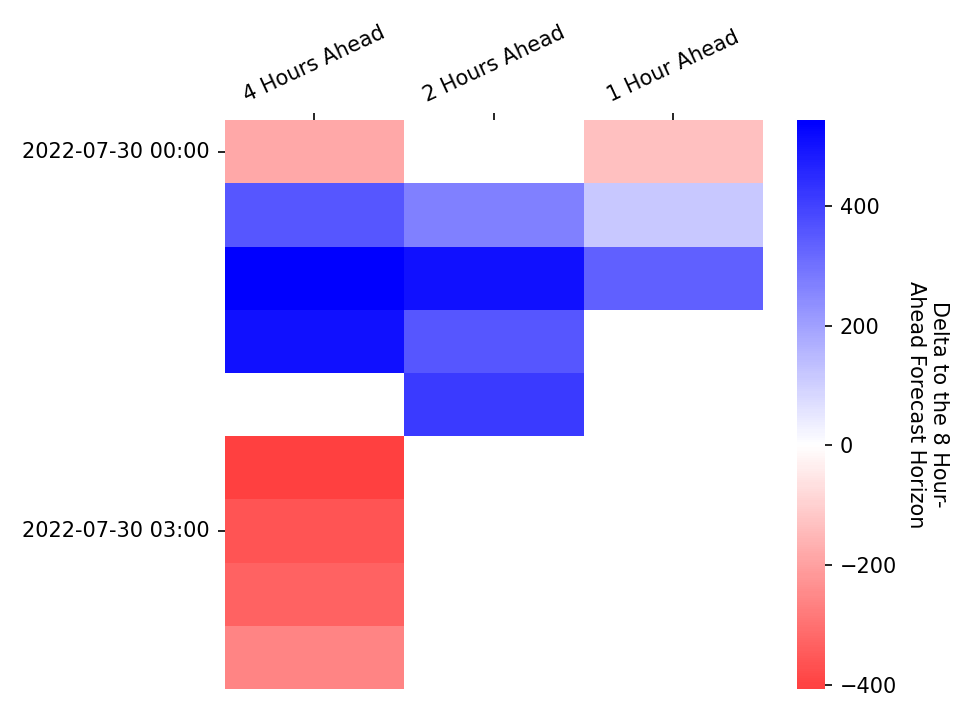 4 Hours Ahead
2 Hours Ahead
1 Hour Ahead
2022-07-30 00:00
2022-07-30 03:00
400
200
0
−200
−400
Delta to the 8 Hour-
Ahead Forecast Horizon